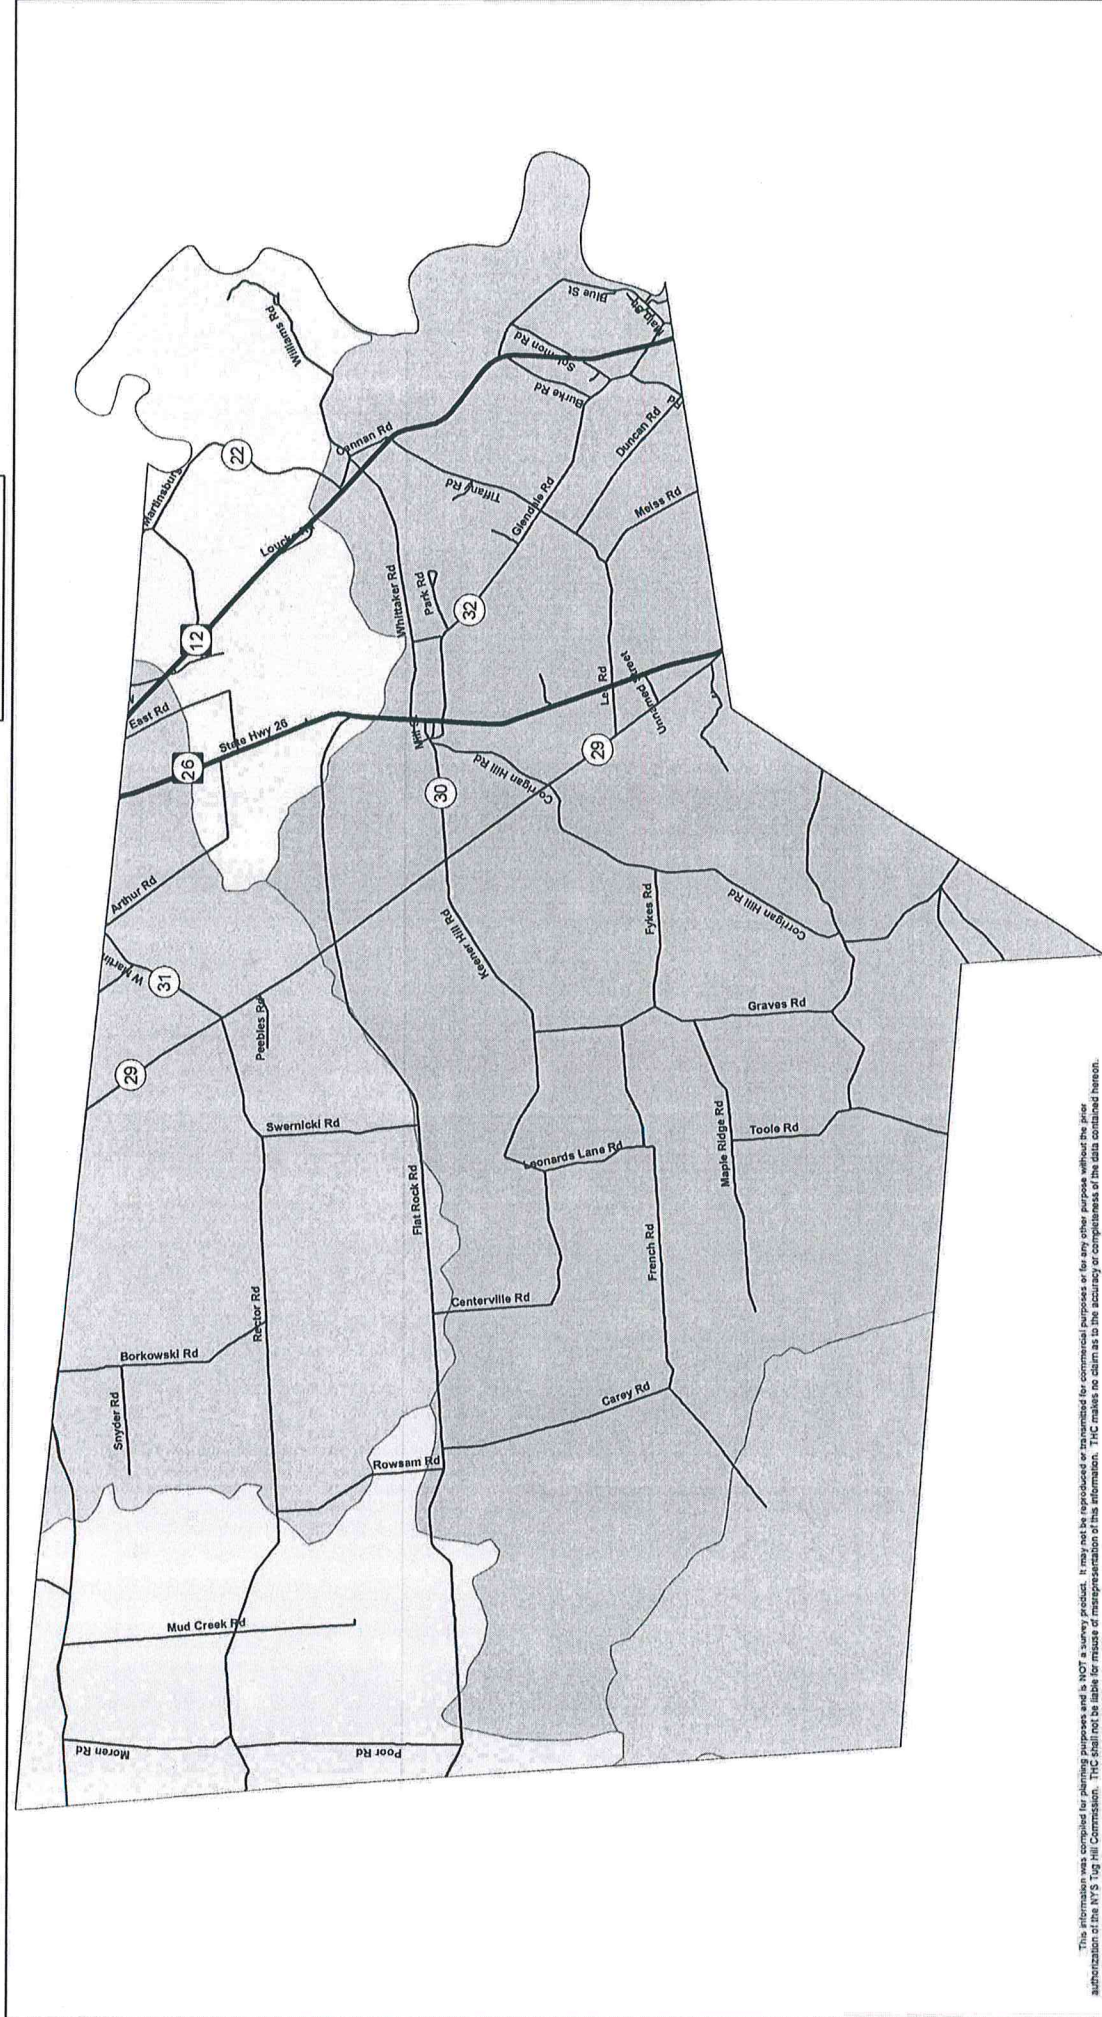 Williams Rd
22
Martinsburg
Cannan Rd
Blue St
Main St
Solomon Rd
Burke Rd
Duncan Rd
Rd
Tiffany Rd
Glendale Rd
Meiss Rd
Whittaker Rd
Park Rd
32
12
East Rd
State Hwy 26
26
Unnamed Street
29
30
Corrigan Hill Rd
Arthur Rd
W Martin
31
Keener Hill Rd
Fykes Rd
Corrigan Hill Rd
Peebles Rd
Graves Rd
29
Swernicki Rd
Flat Rock Rd
Leonards Lane Rd
Maple Ridge Rd
Toole Rd
French Rd
Centerville Rd
Rector Rd
Borkowski Rd
Snyder Rd
Carey Rd
Rowsam Rd
Mud Creek Rd
Moren Rd
Poor Rd
This information was compiled for planning purposes and is NOT a survey product. It may not be reproduced or transmitted for commercial purposes or for any other purpose without the prior
authorization of the NYS Tug Hill Commission. THC shall not be liable for misuse of misrepresentation of this information. THC makes no claim as to the accuracy or completeness of the data contained hereon.